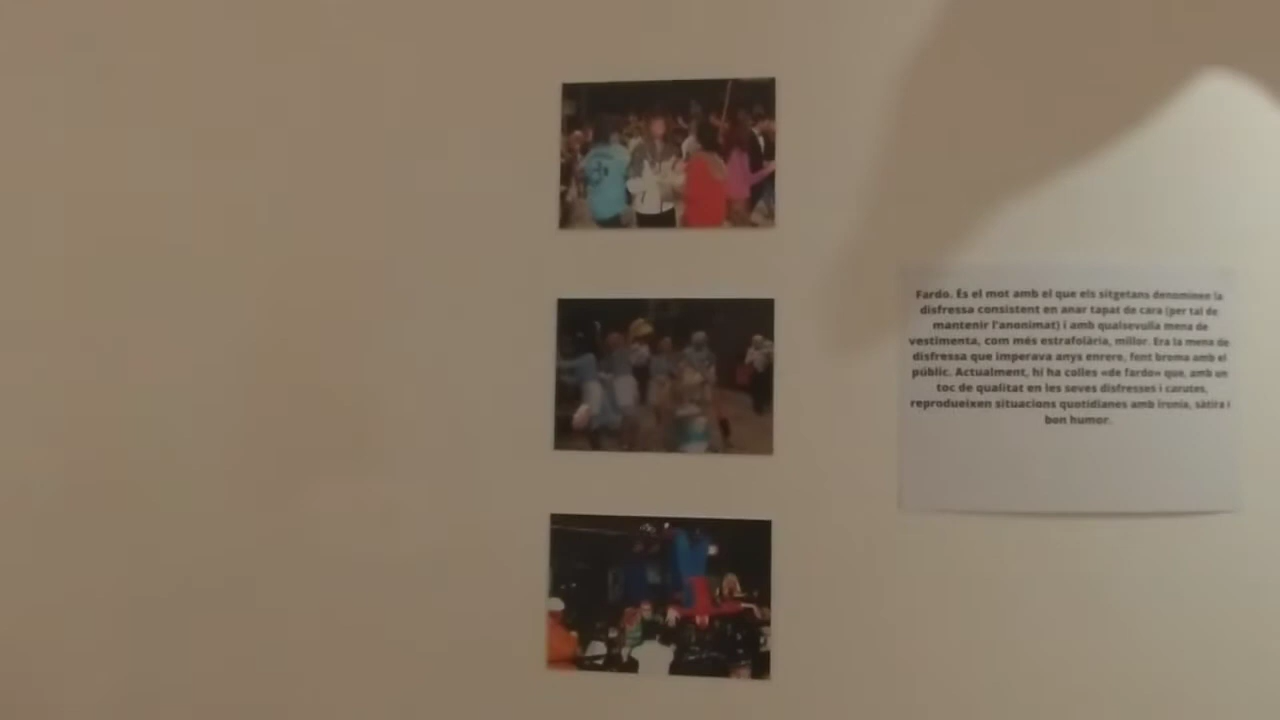 Fardo. És el mot amb el que els sitgetans denominen la
disfressa consistent en anar tapat de cara (per tal de
mantenir l'anonimat) i amb qualsevulla mena de
vestimenta, com més estrafolària, millor. Era la mena de
disfressa que imperava anys enrere, fent broma amb el
públic. Actualment, hi ha colles «de fardo» que, amb un
toc de qualitat en les seves disfresses i carutes,
reprodueixen situacions quotidianes amb ironia, sàtira i
bon humor.